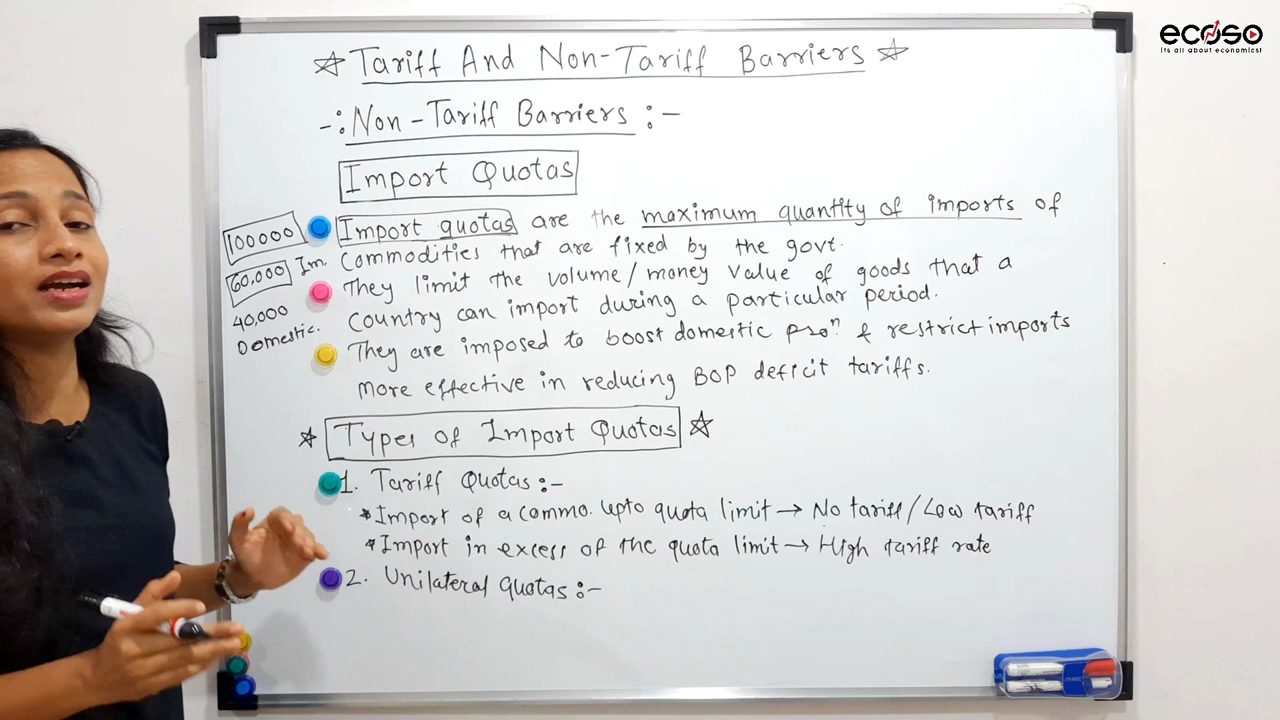 ecoso
its all about economics!
Tariff And Non-Tariff Barriers
-:Non-Tariff Barriers:-
Import Quotas
Import quotas are the maximum quantity of imports of
Commodities that are fixed by the govt.
They limit the volume/money value of goods that a
Country can import during a particular period.
They are imposed to boost domestic proⁿ & restrict imports
more effective in reducing BOP deficit tariffs.
100000
60,000 Im.
40,000
Domestic.
Types of Import Quotas
1. Tariff Quotas:-
*Import of a commo. upto quota limit→ No tariff/Low tariff
*Import in excess of the quota limit→ High tariff rate
2. Unilateral Quotas:-